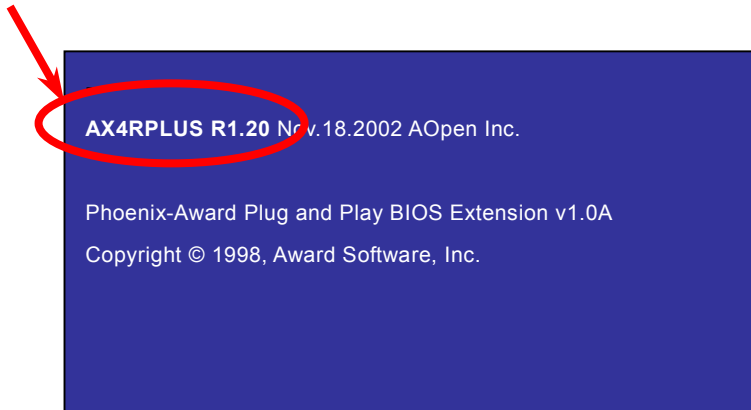 AX4RPLUS R1.20 Nov.18.2002 AOpen Inc.
Phoenix-Award Plug and Play BIOS Extension v1.0A
Copyright © 1998, Award Software, Inc.